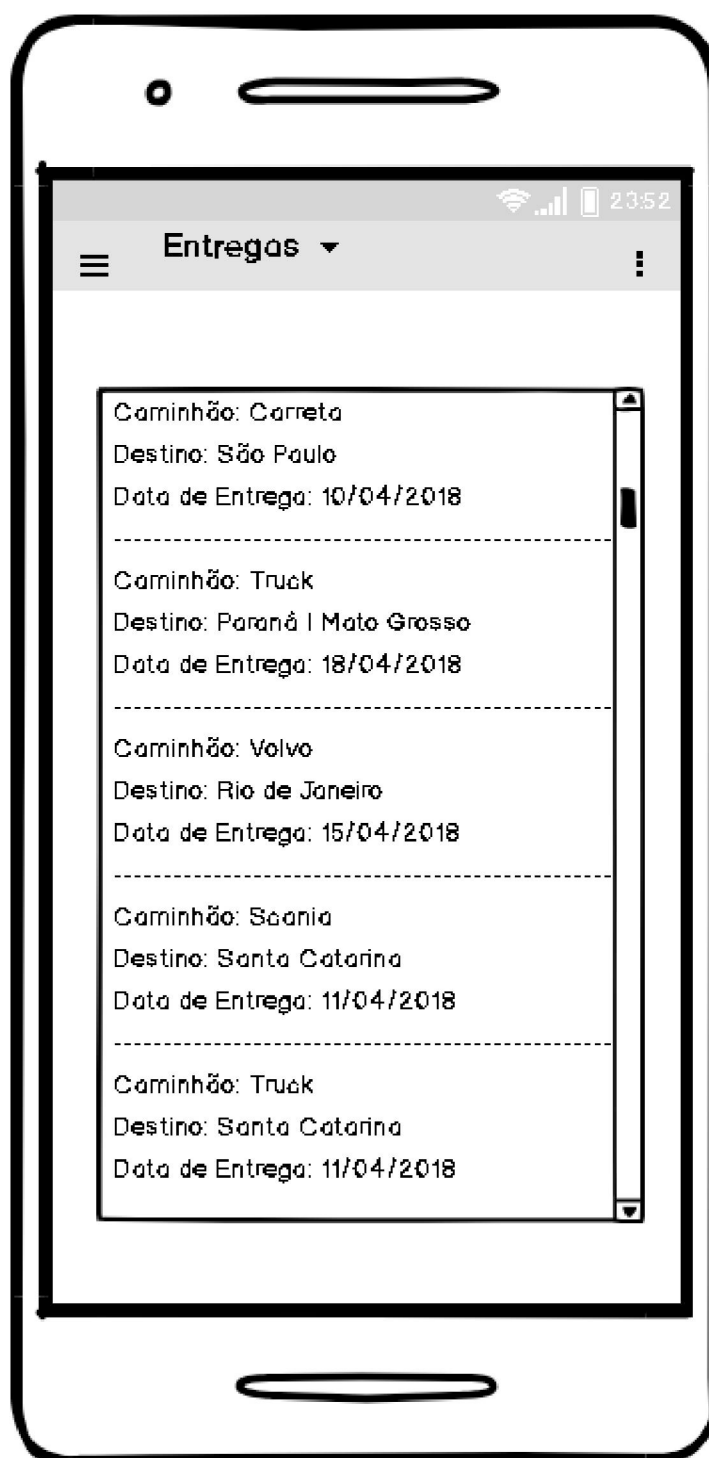 23:52
Entregas
Caminhão: Carreta
Destino: São Paulo
Data de Entrega: 10/04/2018
Caminhão: Truck
Destino: Paraná | Mato Grosso
Data de Entrega: 18/04/2018
Caminhão: Volvo
Destino: Rio de Janeiro
Data de Entrega: 15/04/2018
Caminhão: Scania
Destino: Santa Catarina
Data de Entrega: 11/04/2018
Caminhão: Truck
Destino: Santa Catarina
Data de Entrega: 11/04/2018